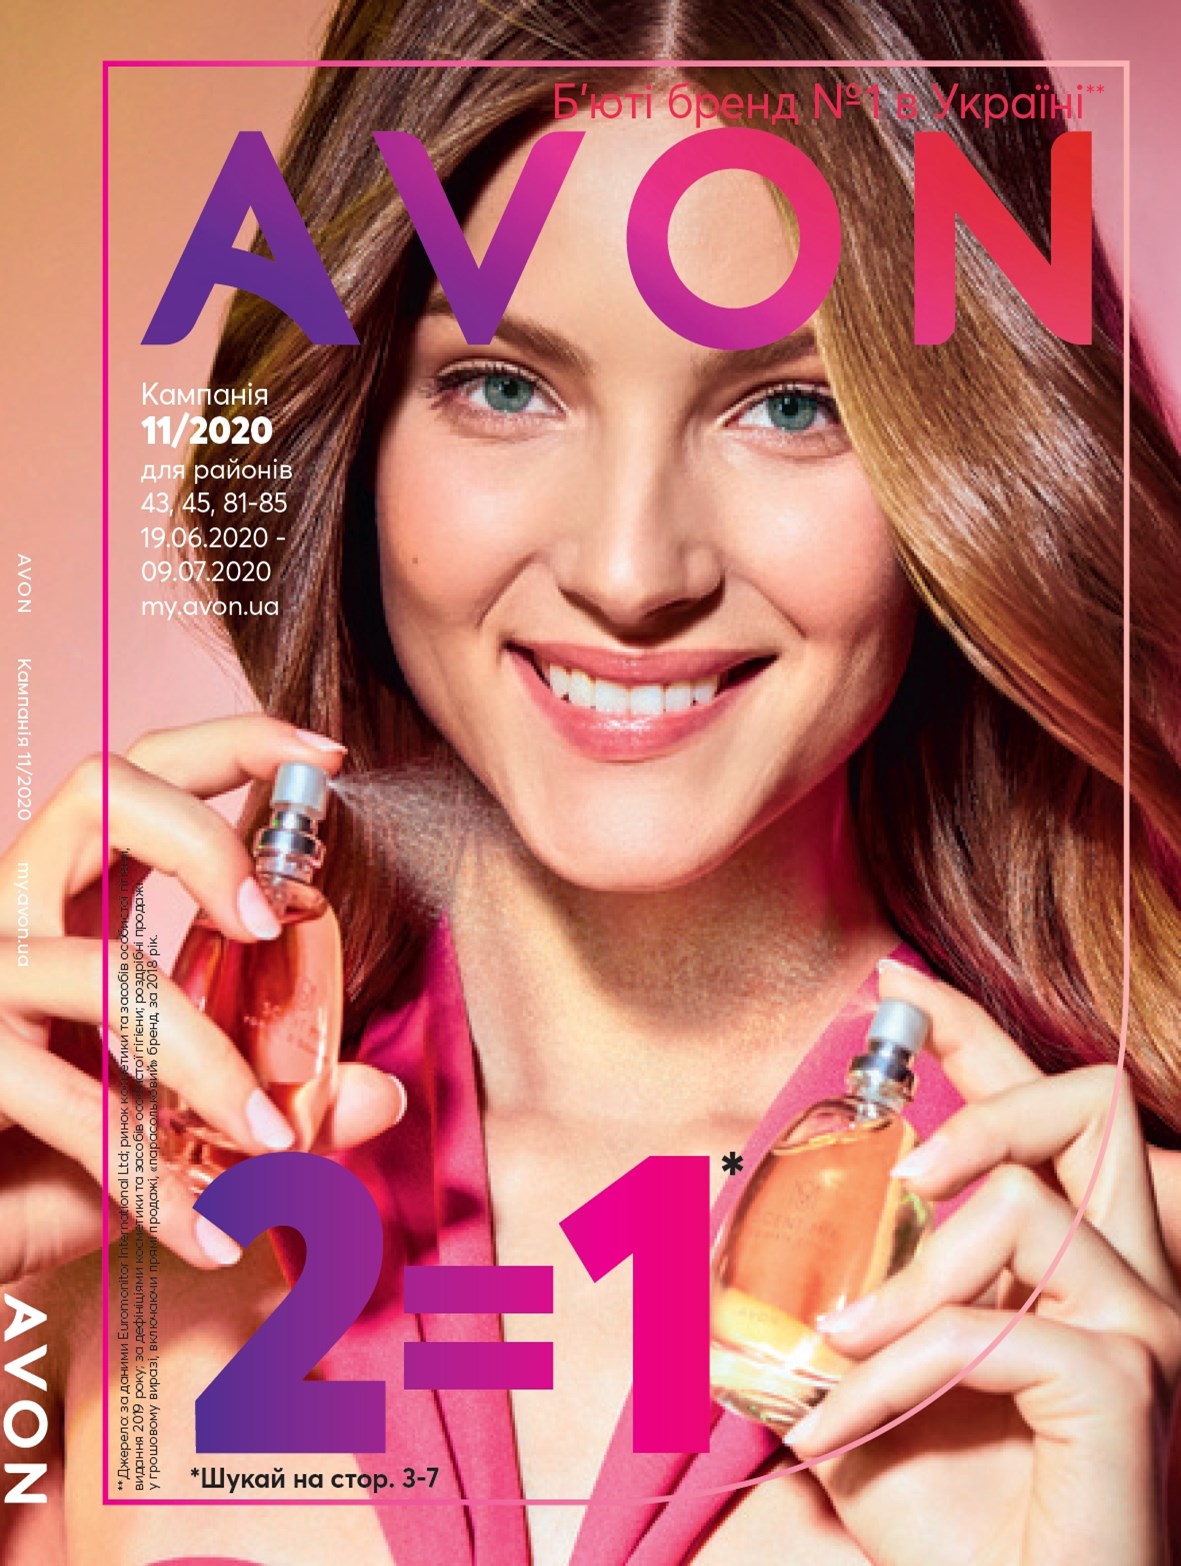 Б'юті бренд №1 в Україні**
AVON
Кампанія
11/2020
для районів
43, 45, 81-85
19.06.2020 -
09.07.2020
my.avon.ua
AVON Кампанія 11/2020 my.avon.ua
AVON
**Джерело: за даними Euromonitor International Ltd; ринок косметики та засобів особистої гігієни,
видання 2019 року; за дефініціями косметики та засобів особистої гігієни; роздрібні продажі
у грошовому виразі, включаючи прямі продажі, «парасольковий» бренд, за 2018 рік.
2=1*
*Шукай на стор. 3-7